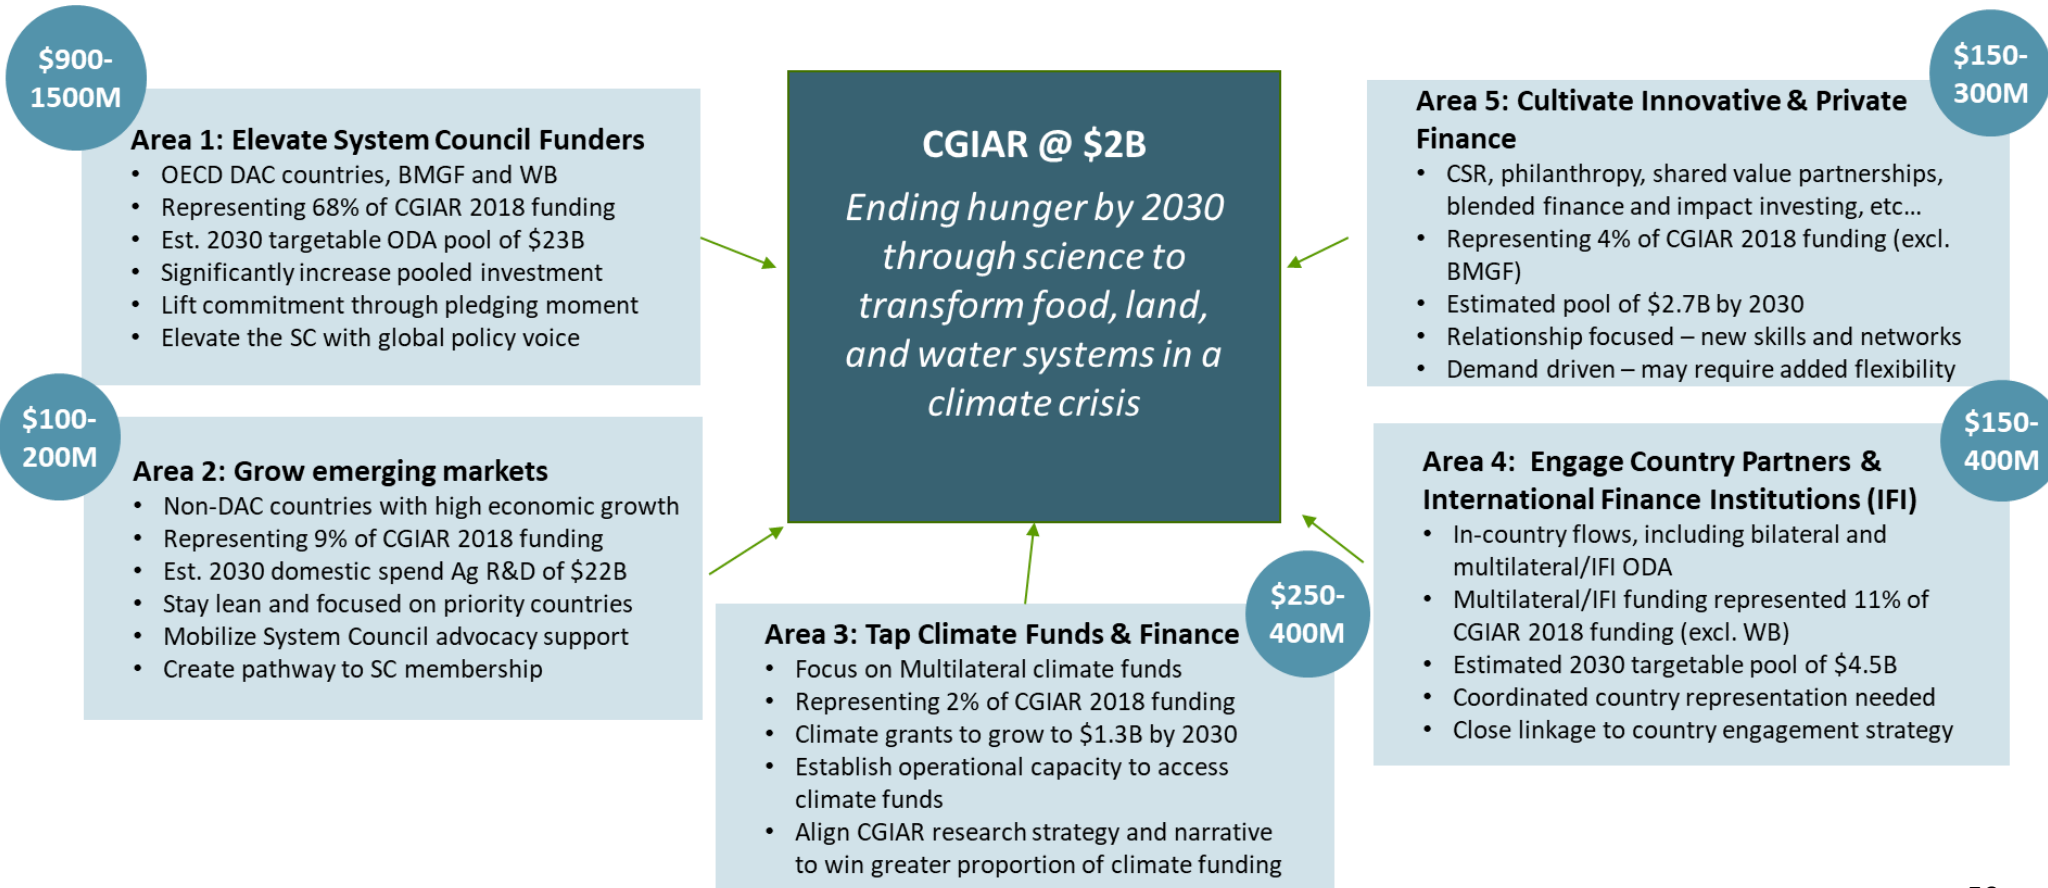 $900-
1500M
Area 1: Elevate System Council Funders
• OECD DAC countries, BMGF and WB
• Representing 68% of CGIAR 2018 funding
• Est. 2030 targetable ODA pool of $23B
• Significantly increase pooled investment
• Lift commitment through pledging moment
• Elevate the SC with global policy voice
$100-
200M
Area 2: Grow emerging markets
• Non-DAC countries with high economic growth
• Representing 9% of CGIAR 2018 funding
• Est. 2030 domestic spend Ag R&D of $22B
• Stay lean and focused on priority countries
• Mobilize System Council advocacy support
• Create pathway to SC membership
CGIAR @ $2B
Ending hunger by 2030
through science to
transform food, land,
and water systems in a
climate crisis
$250-
400M
Area 3: Tap Climate Funds & Finance
• Focus on Multilateral climate funds
• Representing 2% of CGIAR 2018 funding
• Climate grants to grow to $1.3B by 2030
• Establish operational capacity to access
climate funds
• Align CGIAR research strategy and narrative
to win greater proportion of climate funding
$150-
300M
Area 5: Cultivate Innovative & Private
Finance
• CSR, philanthropy, shared value partnerships,
blended finance and impact investing, etc...
• Representing 4% of CGIAR 2018 funding (excl.
BMGF)
• Estimated pool of $2.7B by 2030
• Relationship focused – new skills and networks
• Demand driven – may require added flexibility
$150-
400M
Area 4: Engage Country Partners &
International Finance Institutions (IFI)
• In-country flows, including bilateral and
multilateral/IFI ODA
• Multilateral/IFI funding represented 11% of
CGIAR 2018 funding (excl. WB)
• Estimated 2030 targetable pool of $4.5B
• Coordinated country representation needed
• Close linkage to country engagement strategy